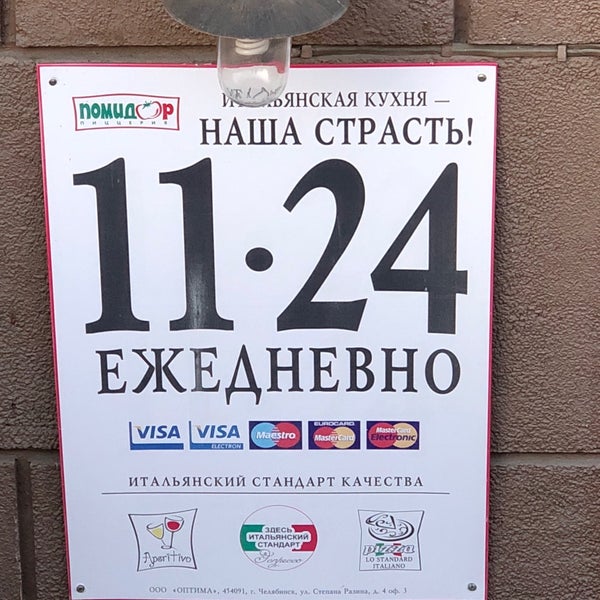 ПОМИДОР
ПИЦЦЕРИЯ
ИТАЛЬЯНСКАЯ КУХНЯ —
НАША СТРАСТЬ!
11·24
ЕЖЕДНЕВНО
VISA VISA ELECTRON Maestro EUROCARD MasterCard MasterCard Electronic
ИТАЛЬЯНСКИЙ СТАНДАРТ КАЧЕСТВА
Aperitivo
ЗДЕСЬ
ИТАЛЬЯНСКИЙ
СТАНДАРТ
Espresso
pizza
LO STANDARD
ITALIANO
ООО «ОПТИМА», 454091, г. Челябинск, ул. Степана Разина, д. 4 оф. 3